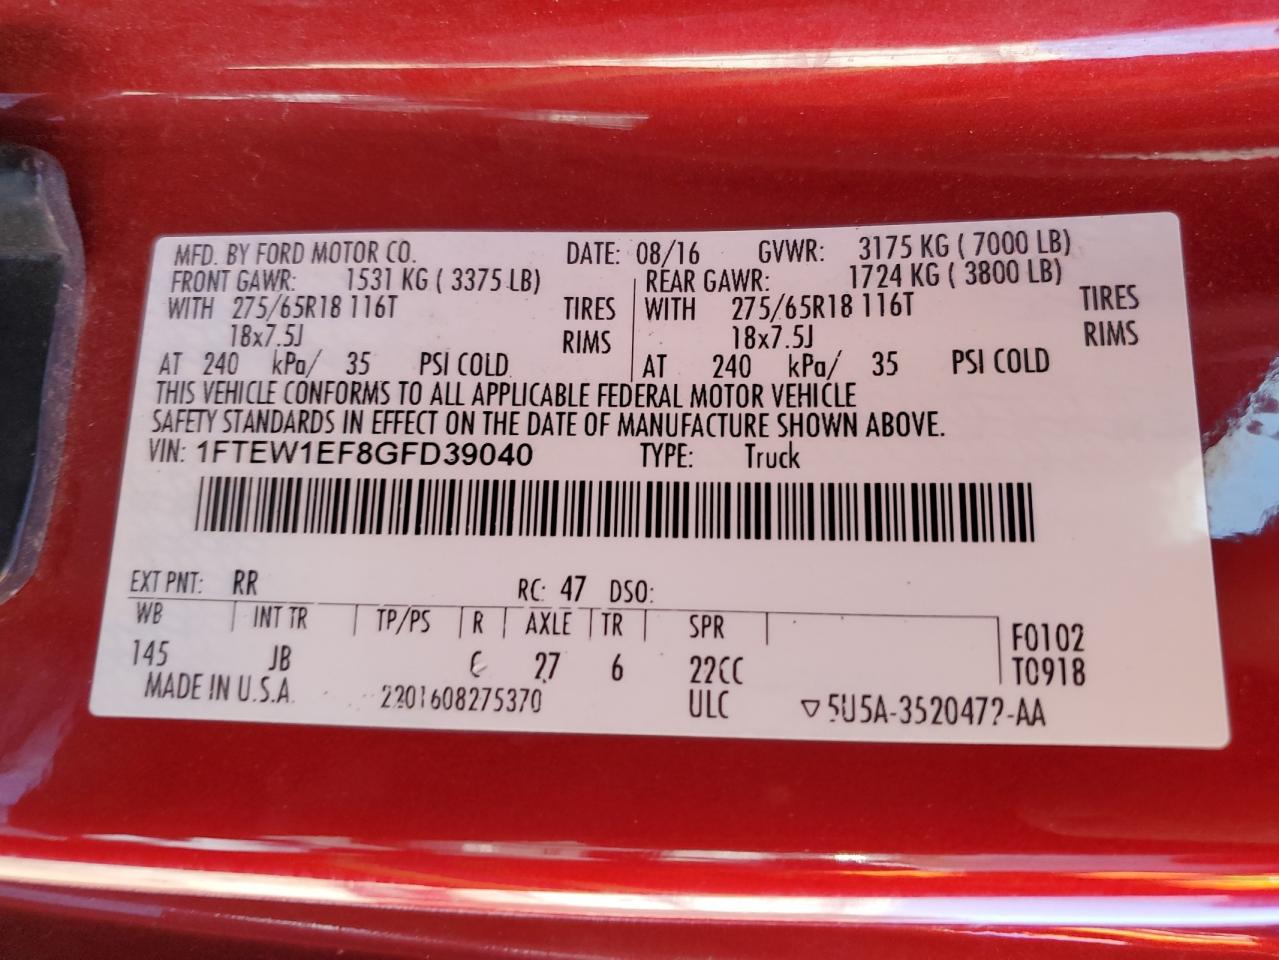 MFD. BY FORD MOTOR CO. DATE: 08/16 GVWR: 3175 KG ( 7000 LB)
FRONT GAWR: 1531 KG ( 3375 LB) REAR GAWR: 1724 KG ( 3800 LB)
WITH 275/65R18 116T TIRES WITH 275/65R18 116T TIRES
18x7.5J RIMS 18x7.5J RIMS
AT 240 kPa/ 35 PSI COLD AT 240 kPa/ 35 PSI COLD
THIS VEHICLE CONFORMS TO ALL APPLICABLE FEDERAL MOTOR VEHICLE
SAFETY STANDARDS IN EFFECT ON THE DATE OF MANUFACTURE SHOWN ABOVE.
VIN: 1FTEW1EF8GFD39040 TYPE: Truck
EXT PNT: RR RC: 47 DSO:
WB INT TR TP/PS R AXLE TR SPR F0102
145 JB 27 6 22CC T0918
MADE IN U.S.A. 2201608275370 ULC ▽5U5A-3520472-AA